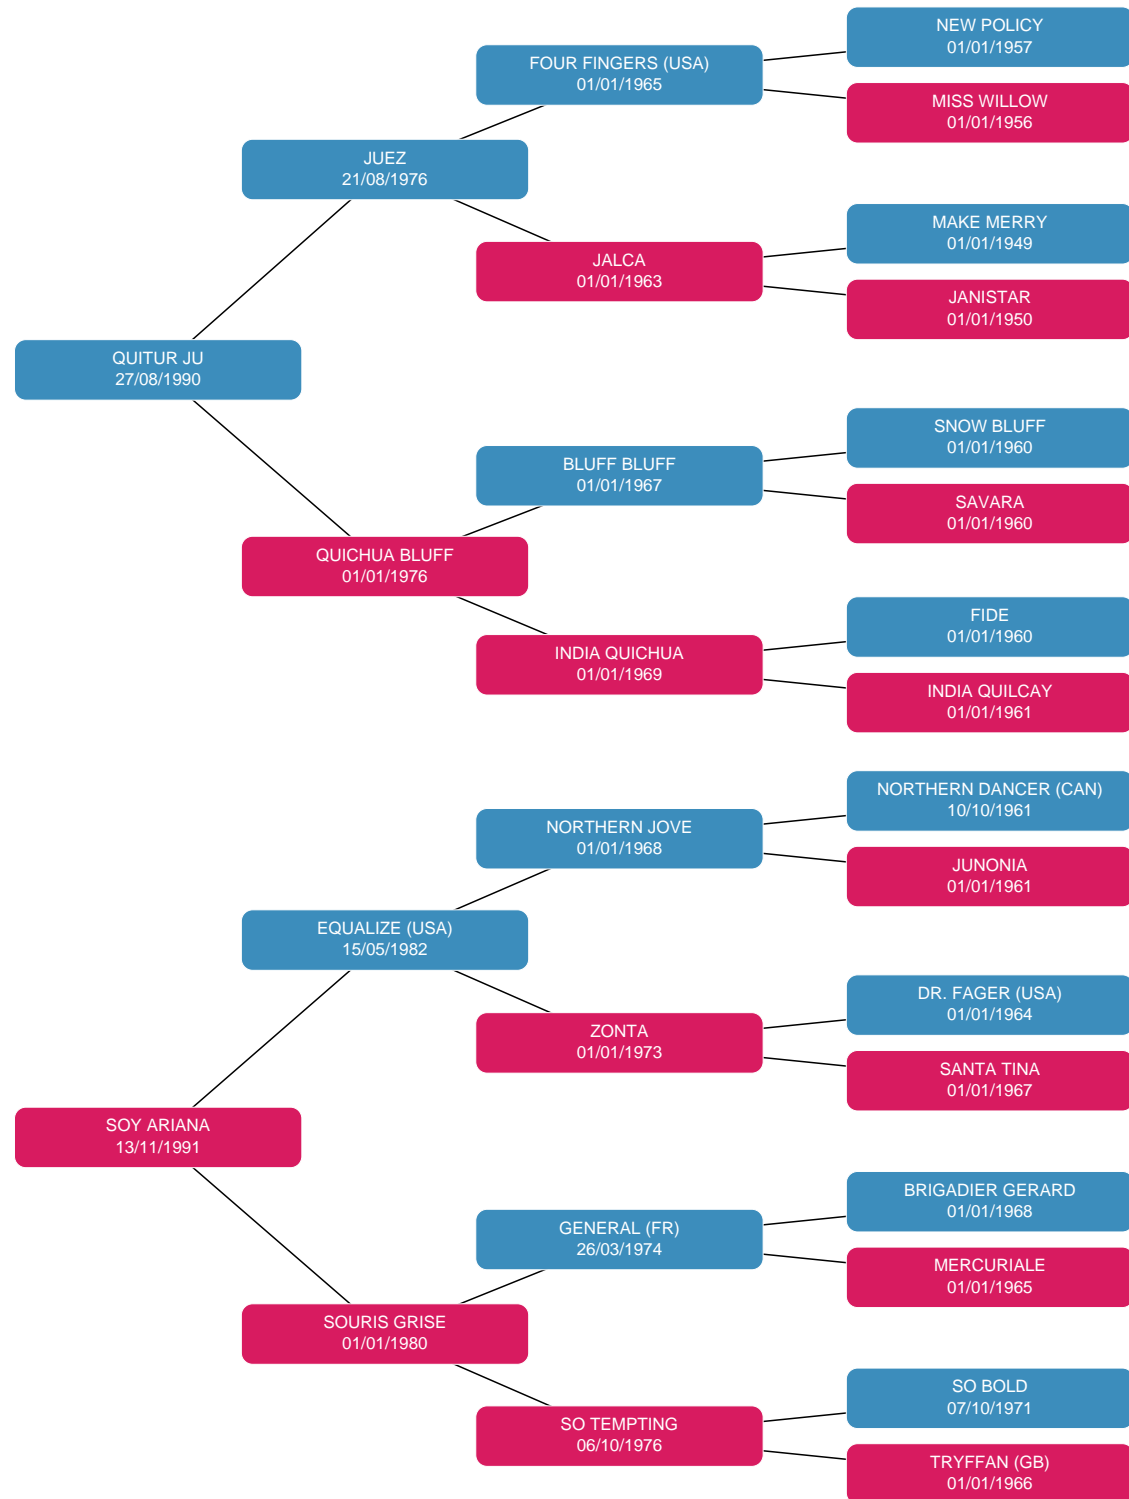 NEW POLICY
01/01/1957
FOUR FINGERS (USA)
01/01/1965
MISS WILLOW
01/01/1956
JUEZ
21/08/1976
MAKE MERRY
01/01/1949
JALCA
01/01/1963
JANISTAR
01/01/1950
QUITUR JU
27/08/1990
SNOW BLUFF
01/01/1960
BLUFF BLUFF
01/01/1967
SAVARA
01/01/1960
QUICHUA BLUFF
01/01/1976
FIDE
01/01/1960
INDIA QUICHUA
01/01/1969
INDIA QUILCAY
01/01/1961
NORTHERN DANCER (CAN)
10/10/1961
NORTHERN JOVE
01/01/1968
JUNONIA
01/01/1961
EQUALIZE (USA)
15/05/1982
DR. FAGER (USA)
01/01/1964
ZONTA
01/01/1973
SANTA TINA
01/01/1967
SOY ARIANA
13/11/1991
BRIGADIER GERARD
01/01/1968
GENERAL (FR)
26/03/1974
MERCURIALE
01/01/1965
SOURIS GRISE
01/01/1980
SO BOLD
07/10/1971
SO TEMPTING
06/10/1976
TRYFFAN (GB)
01/01/1966